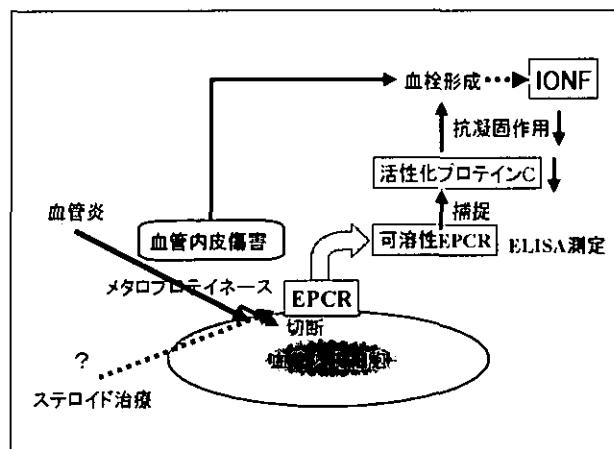 血栓形成
IONF
抗凝固作用
活性化プロテインC
捕捉
血管炎
血管内皮傷害
可溶性EPCR
ELISA測定
メタロプロテイネース
EPCR
切断
?
ステロイド治療